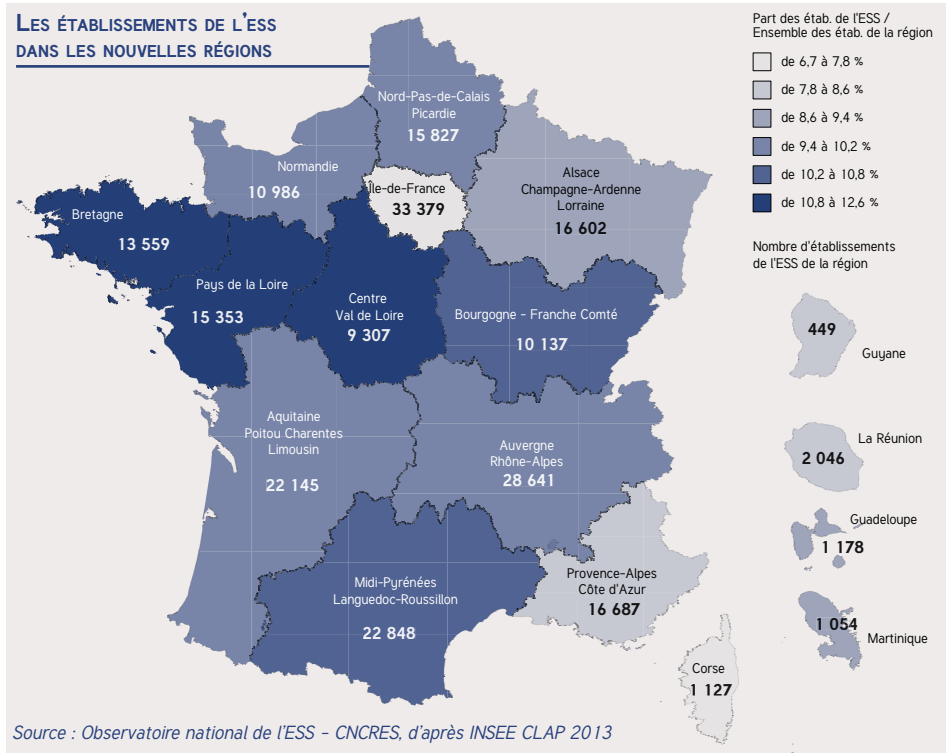 LES ÉTABLISSEMENTS DE L'ESS
DANS LES NOUVELLES RÉGIONS
Part des étab. de l'ESS /
Ensemble des étab. de la région
de 6,7 à 7,8 %
de 7,8 à 8,6 %
de 8,6 à 9,4 %
de 9,4 à 10,2 %
de 10,2 à 10,8 %
de 10,8 à 12,6 %
Nombre d'établissements
de l'ESS de la région
Nord-Pas-de-Calais
Picardie
15 827
Normandie
10 986
Île-de-France
33 379
Alsace
Champagne-Ardenne
Lorraine
16 602
Bretagne
13 559
Pays de la Loire
15 353
Centre
Val de Loire
9 307
Bourgogne - Franche Comté
10 137
Aquitaine
Poitou Charentes
Limousin
22 145
Auvergne
Rhône-Alpes
28 641
Midi-Pyrénées
Languedoc-Roussillon
22 848
Provence-Alpes
Côte d'Azur
16 687
Corse
1 127
449
Guyane
La Réunion
2 046
Guadeloupe
1 178
1 054
Martinique
Source : Observatoire national de l'ESS - CNCRES, d'après INSEE CLAP 2013